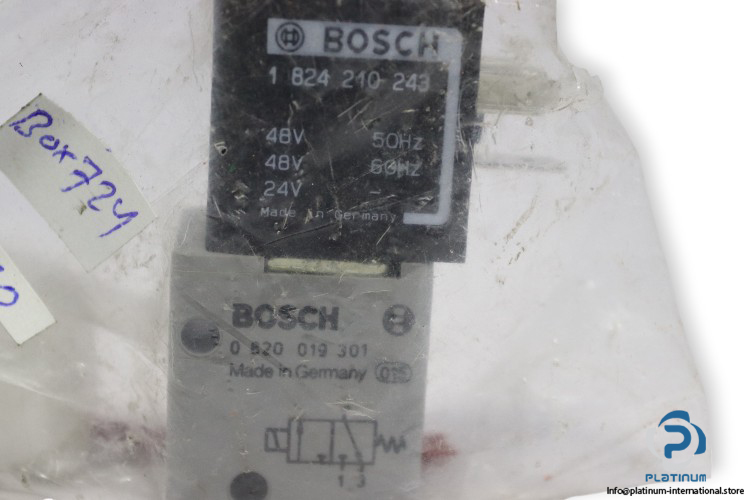 BOSCH
1 824 210 243
48V 50Hz
48V 60Hz
24V -
Made in Germany
Box 724
BOSCH
0 820 019 301
Made in Germany 015
1 3
PLATINUM
Info@platinum-international.store